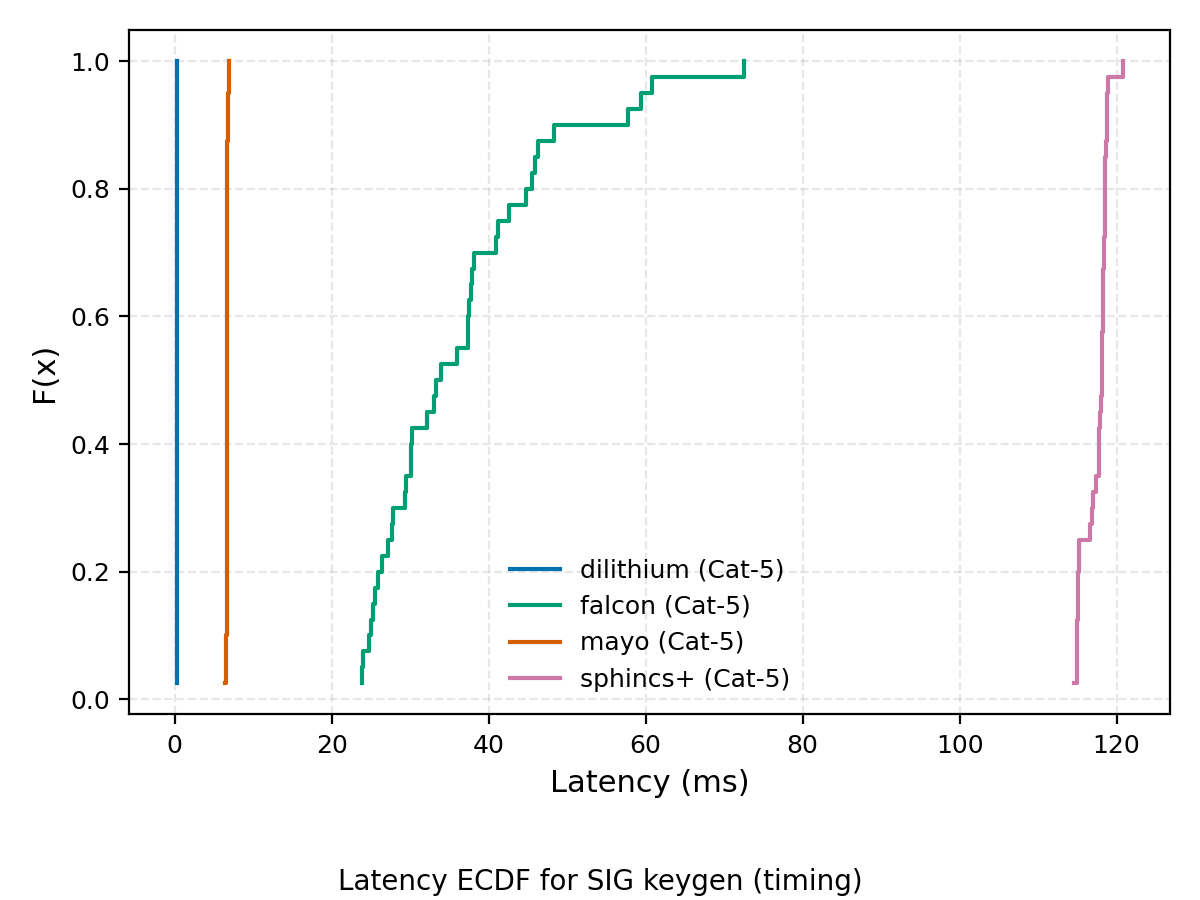 1.0
0.8
0.6
0.4
0.2
0.0
F(x)
dilithium (Cat-5)
falcon (Cat-5)
mayo (Cat-5)
sphincs+ (Cat-5)
0 20 40 60 80 100 120
Latency (ms)
Latency ECDF for SIG keygen (timing)